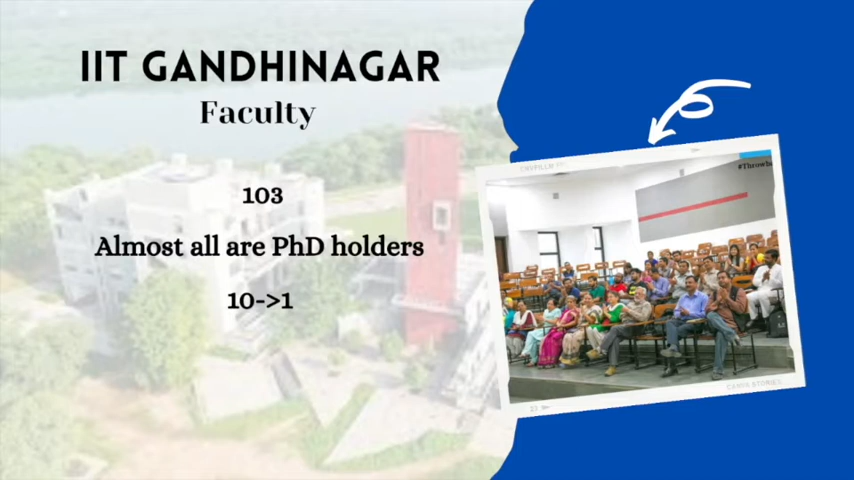 IIT GANDHINAGAR
Faculty
103
Almost all are PhD holders
10->1